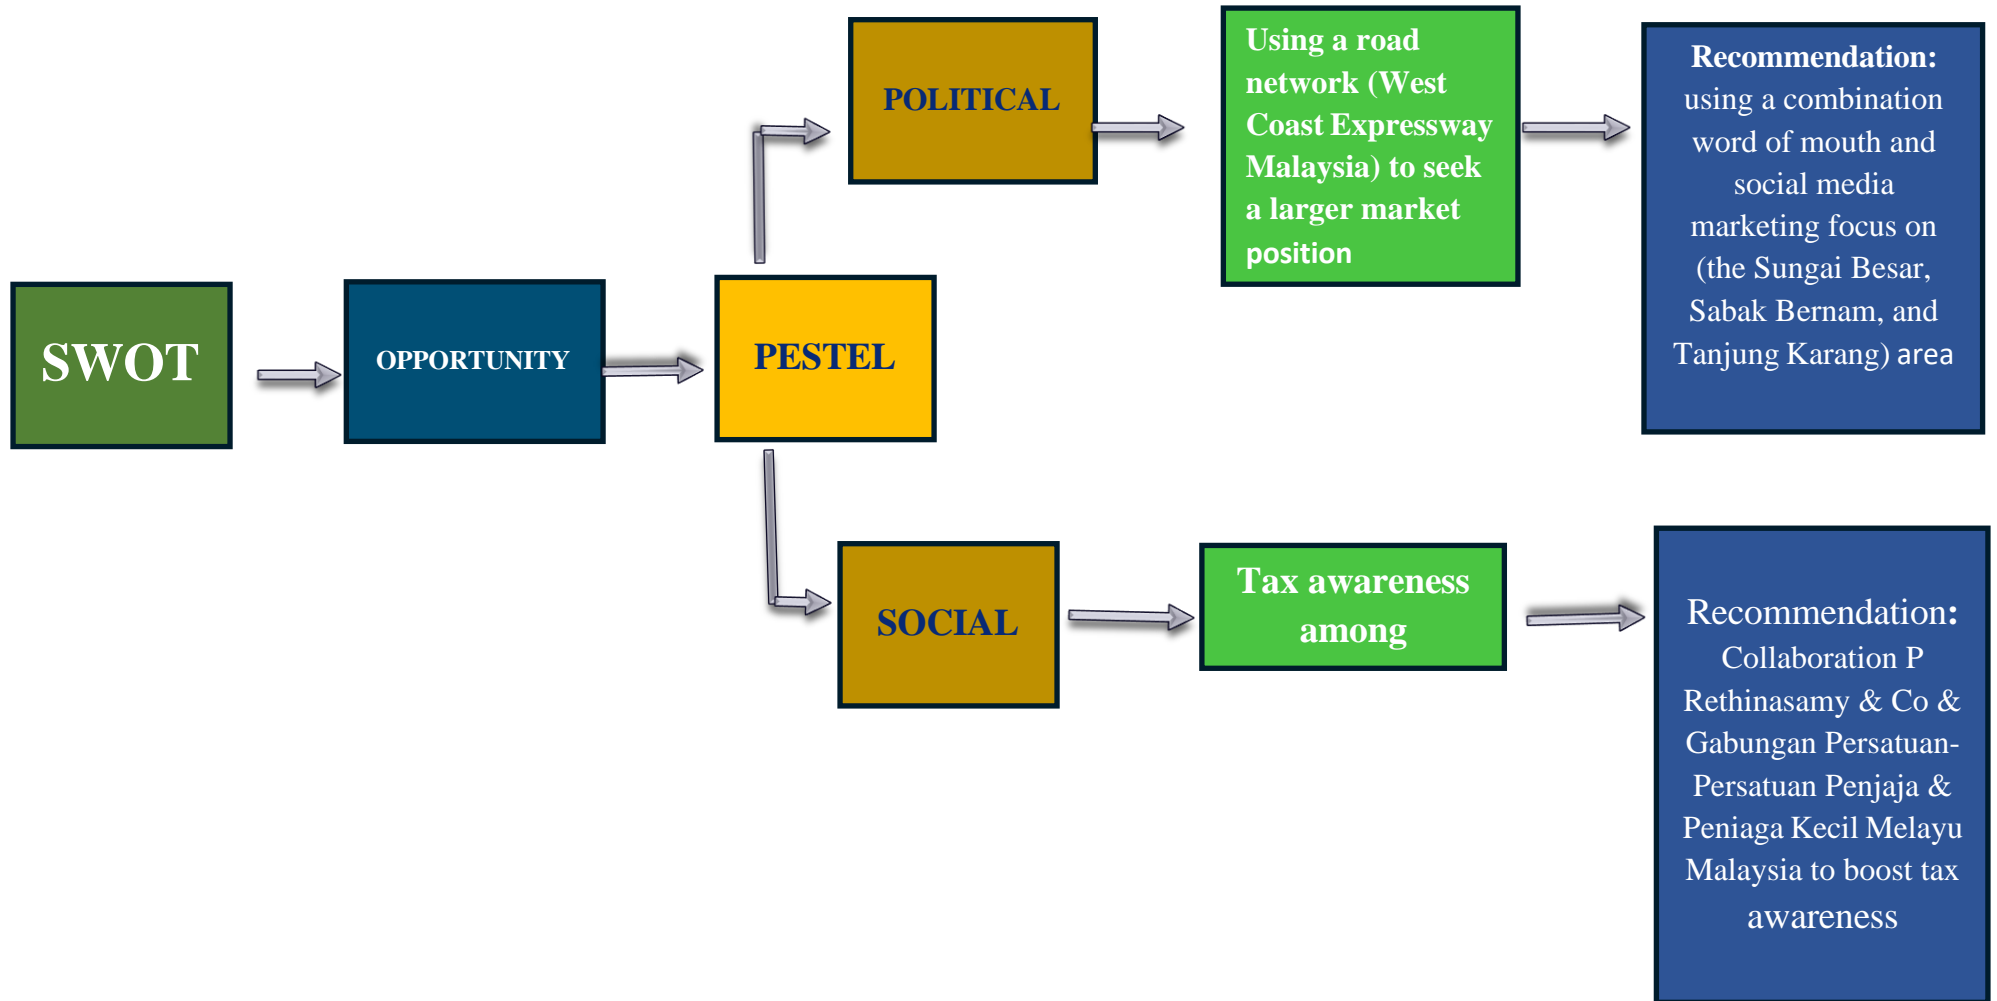 SWOT
OPPORTUNITY
PESTEL
POLITICAL
Using a road
network (West
Coast Expressway
Malaysia) to seek
a larger market
position
Recommendation:
using a combination
word of mouth and
social media
marketing focus on
(the Sungai Besar,
Sabak Bernam, and
Tanjung Karang) area
SOCIAL
Tax awareness
among
Recommendation:
Collaboration P
Rethinasamy & Co &
Gabungan Persatuan-
Persatuan Penjaja &
Peniaga Kecil Melayu
Malaysia to boost tax
awareness